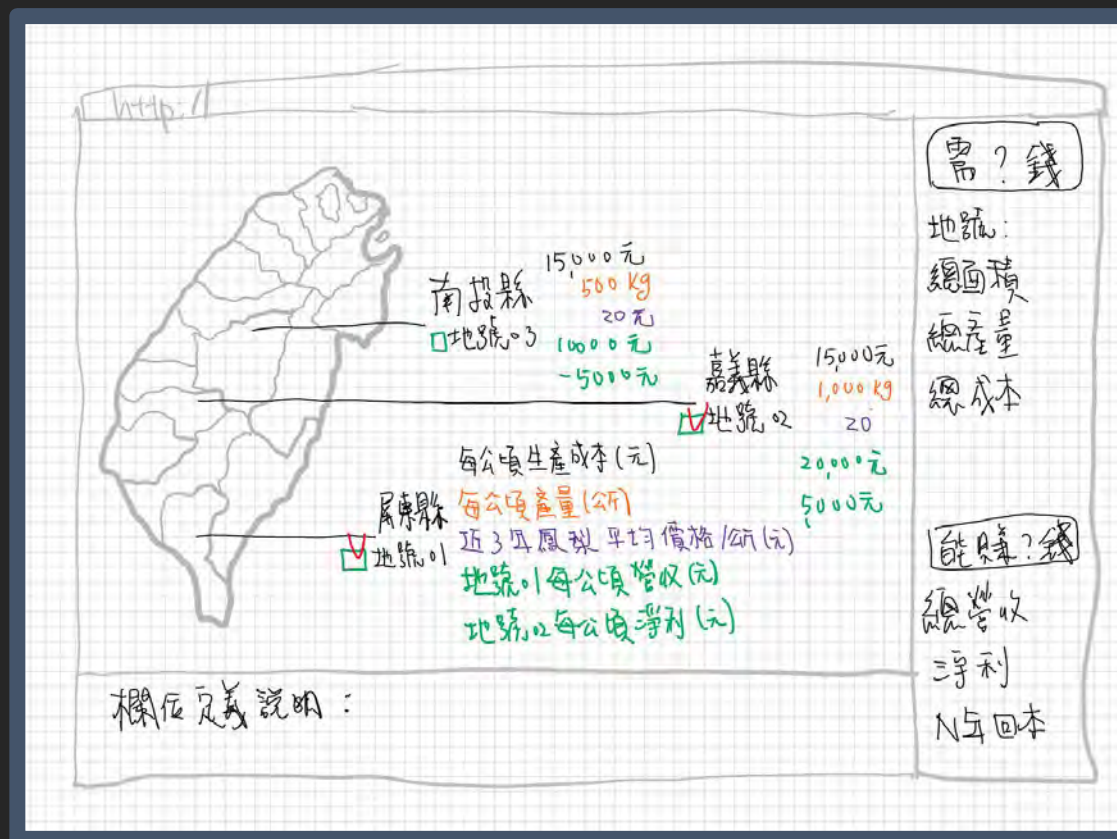 http:/
南投縣
地號03
15,000元
500 kg
20元
10000元
-5000元
嘉義縣
地號02
15,000元
1,000 kg
20
20,000元
5000元
屏東縣
地號01
每公頃生產成本(元)
每公頃產量(公斤)
近3年鳳梨平均價格/公斤(元)
地號01每公頃營收(元)
地號02每公頃淨利(元)
需?錢
地號:
總面積
總產量
總成本
能賺?錢
總營收
淨利
N年回本
欄位定義說明: